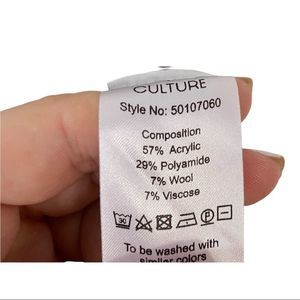 CULTURE
Style No: 50107060
Composition
57% Acrylic
29% Polyamide
7% Wool
7% Viscose
30 P
To be washed with
similar colors